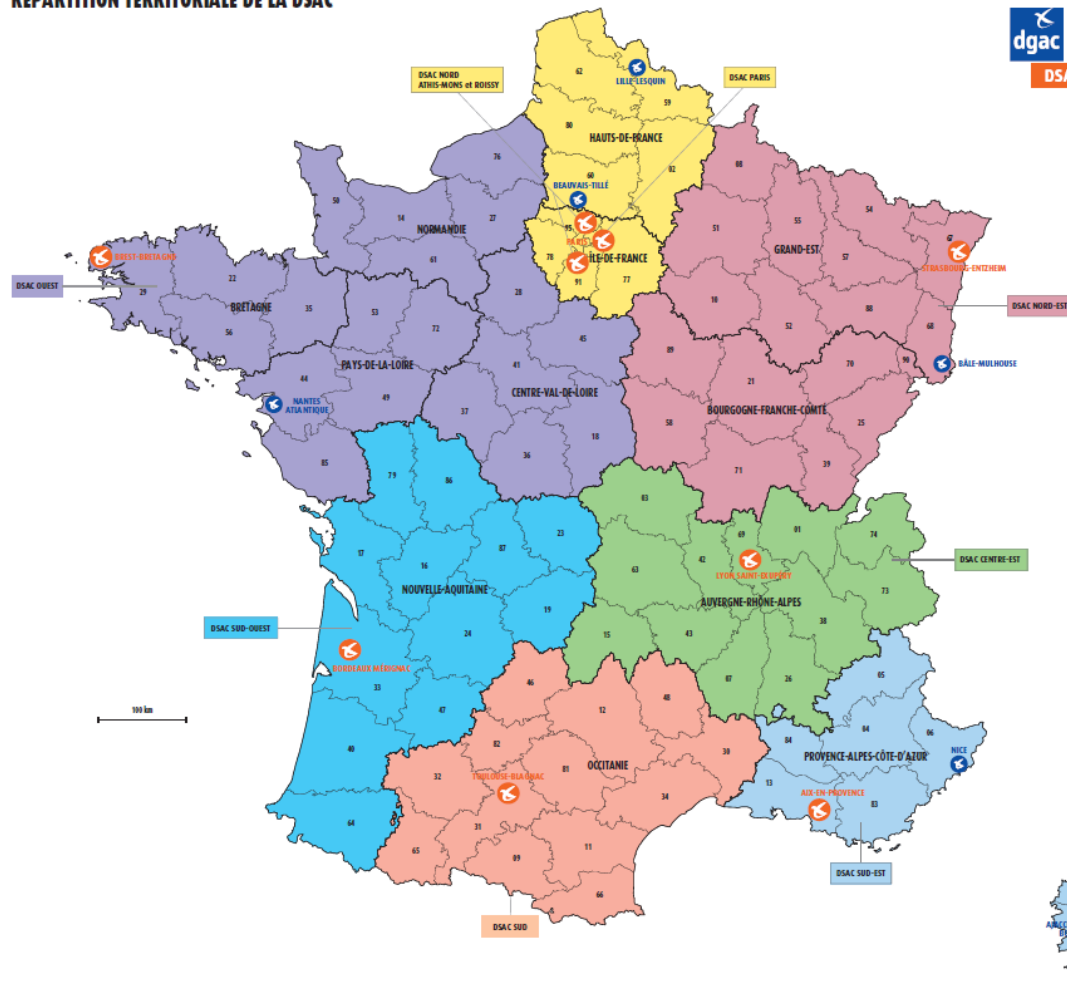 RÉPARTITION TERRITORIALE DE LA DSAC
dgac
DSA
DSAC NORD
ATHIS-MONS et ROISSY
DSAC PARIS
62
LILLE-LESQUIN
59
80
HAUTS-DE-FRANCE
60
02
BEAUVAIS-TILLÉ
95
PARIS
78
ÎLE-DE-FRANCE
91
77
76
50
14
27
NORMANDIE
61
BREST-BRETAGNE
DSAC OUEST
29
22
BRETAGNE
35
56
53
72
28
45
41
PAYS-DE-LA-LOIRE
44
49
NANTES
ATLANTIQUE
CENTRE-VAL-DE-LOIRE
37
18
36
85
08
54
51
55
67
GRAND-EST
57
STRASBOURG-ENTZHEIM
10
88
DSAC NORD-EST
52
68
89
70
90
BÂLE-MULHOUSE
21
BOURGOGNE-FRANCHE-COMTÉ
58
25
71
39
79
86
17
16
87
23
NOUVELLE-AQUITAINE
19
24
DSAC SUD-OUEST
BORDEAUX MÉRIGNAC
33
47
40
64
100 km
03
69
01
74
42
63
LYON SAINT-EXUPÉRY
DSAC CENTRE-EST
73
AUVERGNE-RHÔNE-ALPES
38
15
43
07
26
46
48
12
82
30
32
TOULOUSE-BLAGNAC
81
OCCITANIE
34
31
65
09
11
66
DSAC SUD
05
84
04
06
PROVENCE-ALPES-CÔTE-D'AZUR
NICE
13
AIX-EN-PROVENCE
83
DSAC SUD-EST